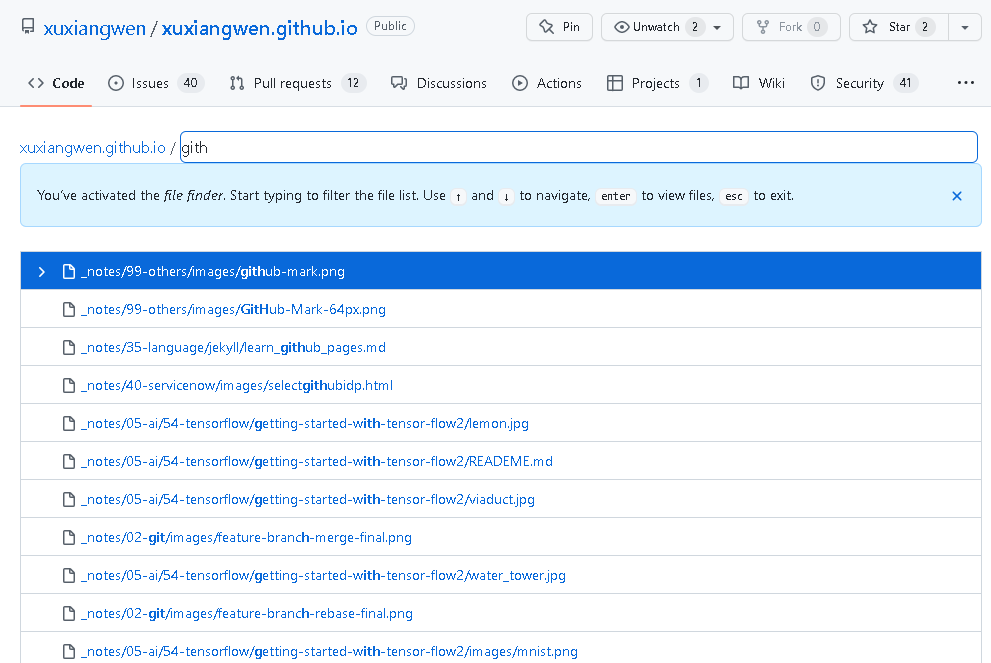 xuxiangwen / xuxiangwen.github.io Public Pin Unwatch 2 Fork 0 Star 2
Code Issues 40 Pull requests 12 Discussions Actions Projects 1 Wiki Security 41 ...
xuxiangwen.github.io / gith
You've activated the file finder. Start typing to filter the file list. Use ↑ and ↓ to navigate, enter to view files, esc to exit.
_notes/99-others/images/github-mark.png
_notes/99-others/images/GitHub-Mark-64px.png
_notes/35-language/jekyll/learn_github_pages.md
_notes/40-servicenow/images/selectgithubidp.html
_notes/05-ai/54-tensorflow/getting-started-with-tensor-flow2/lemon.jpg
_notes/05-ai/54-tensorflow/getting-started-with-tensor-flow2/READEME.md
_notes/05-ai/54-tensorflow/getting-started-with-tensor-flow2/viaduct.jpg
_notes/02-git/images/feature-branch-merge-final.png
_notes/05-ai/54-tensorflow/getting-started-with-tensor-flow2/water_tower.jpg
_notes/02-git/images/feature-branch-rebase-final.png
_notes/05-ai/54-tensorflow/getting-started-with-tensor-flow2/images/mnist.png